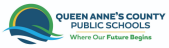 QUEEN ANNE'S COUNTY
PUBLIC SCHOOLS
Where Our Future Begins